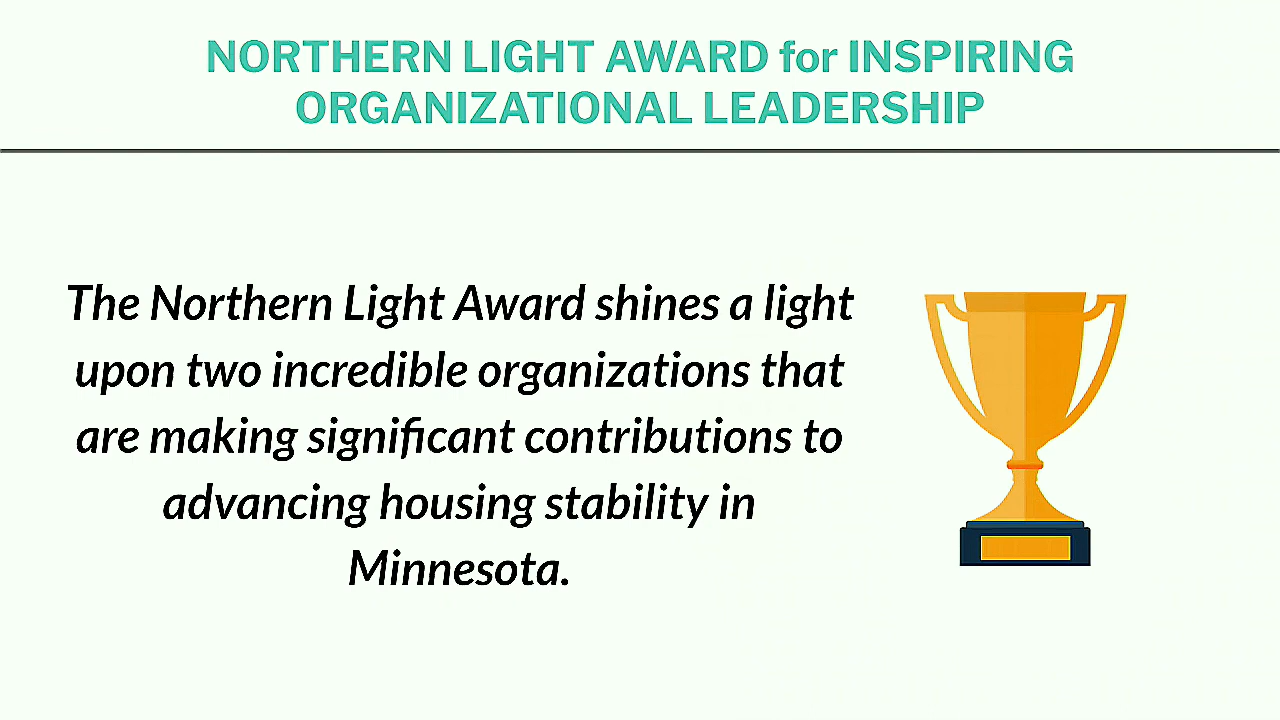 NORTHERN LIGHT AWARD for INSPIRING
ORGANIZATIONAL LEADERSHIP
The Northern Light Award shines a light
upon two incredible organizations that
are making significant contributions to
advancing housing stability in
Minnesota.